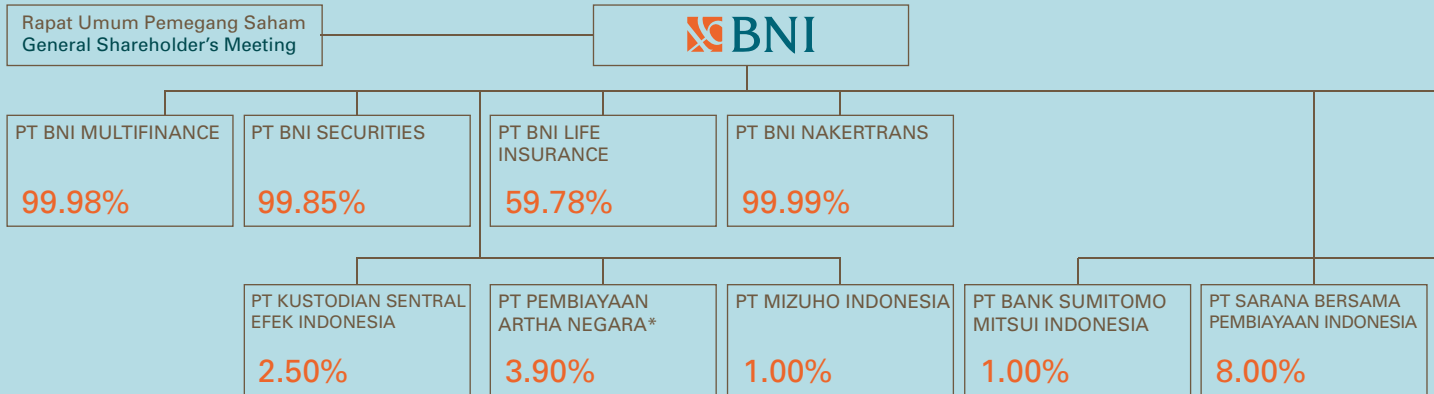 Rapat Umum Pemegang Saham
General Shareholder's Meeting
BNI
PT BNI MULTIFINANCE
99.98%
PT BNI SECURITIES
99.85%
PT BNI LIFE
INSURANCE
59.78%
PT BNI NAKERTRANS
99.99%
PT KUSTODIAN SENTRAL
EFEK INDONESIA
2.50%
PT PEMBIAYAAN
ARTHA NEGARA*
3.90%
PT MIZUHO INDONESIA
1.00%
PT BANK SUMITOMO
MITSUI INDONESIA
1.00%
PT SARANA BERSAMA
PEMBIAYAAN INDONESIA
8.00%